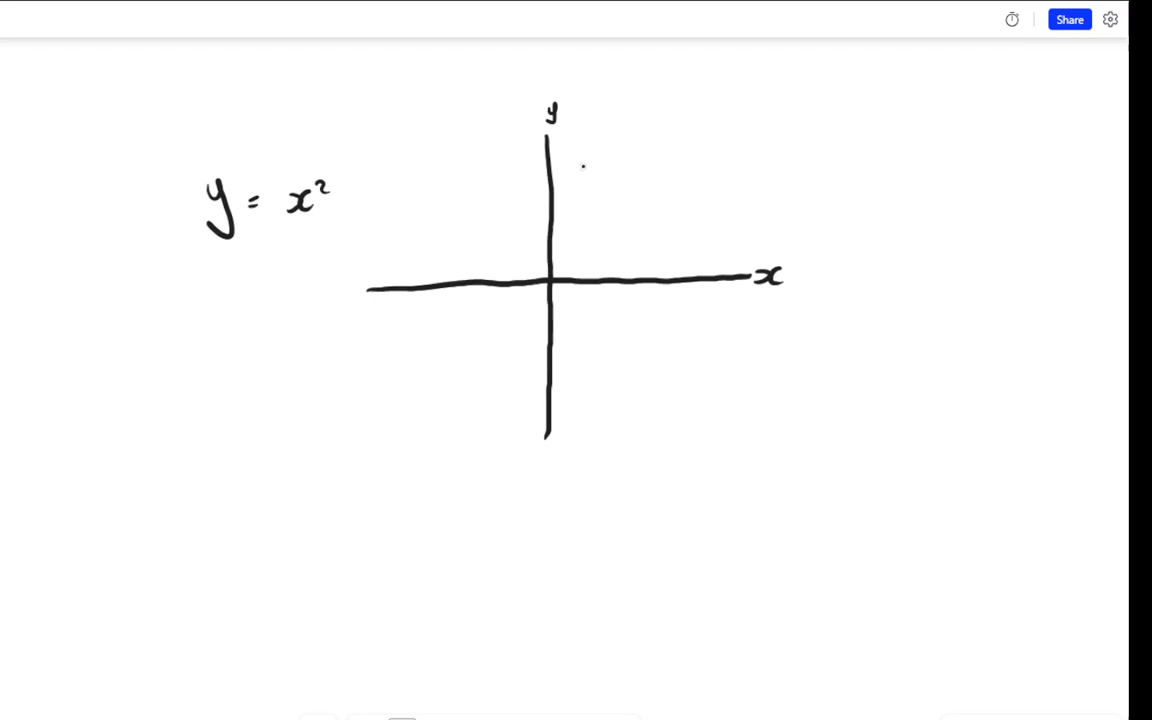 Share
y
y = x²
x